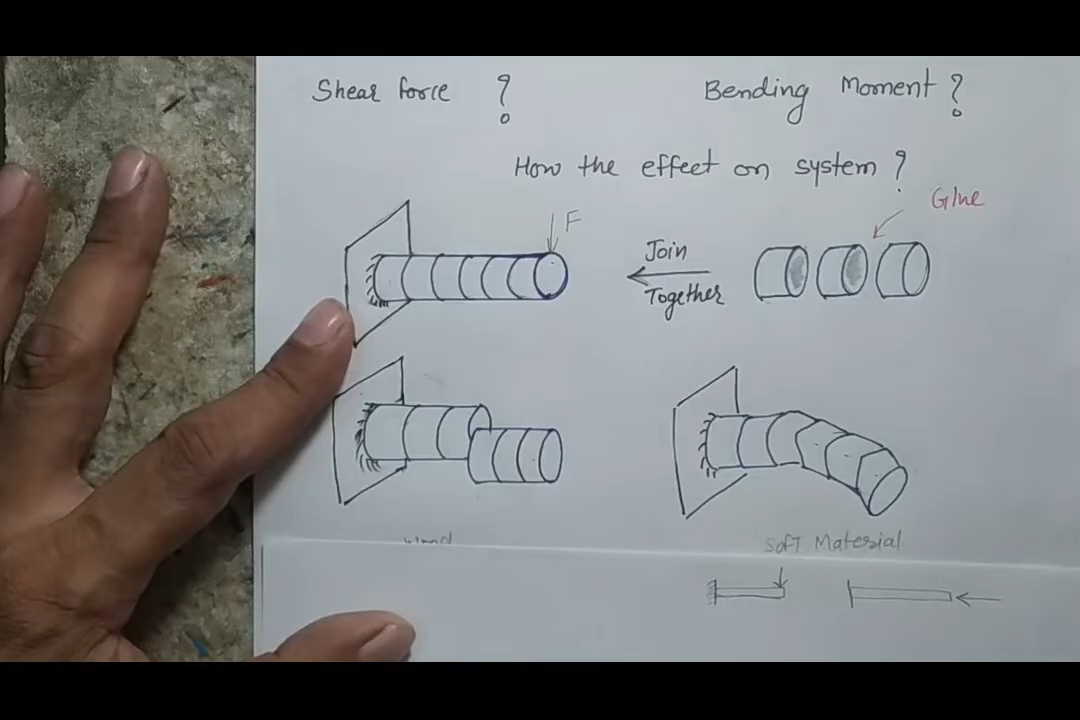 Shear force ?
Bending Moment ?
How the effect on system ?
Glue
F
Join
Together
Soft Material